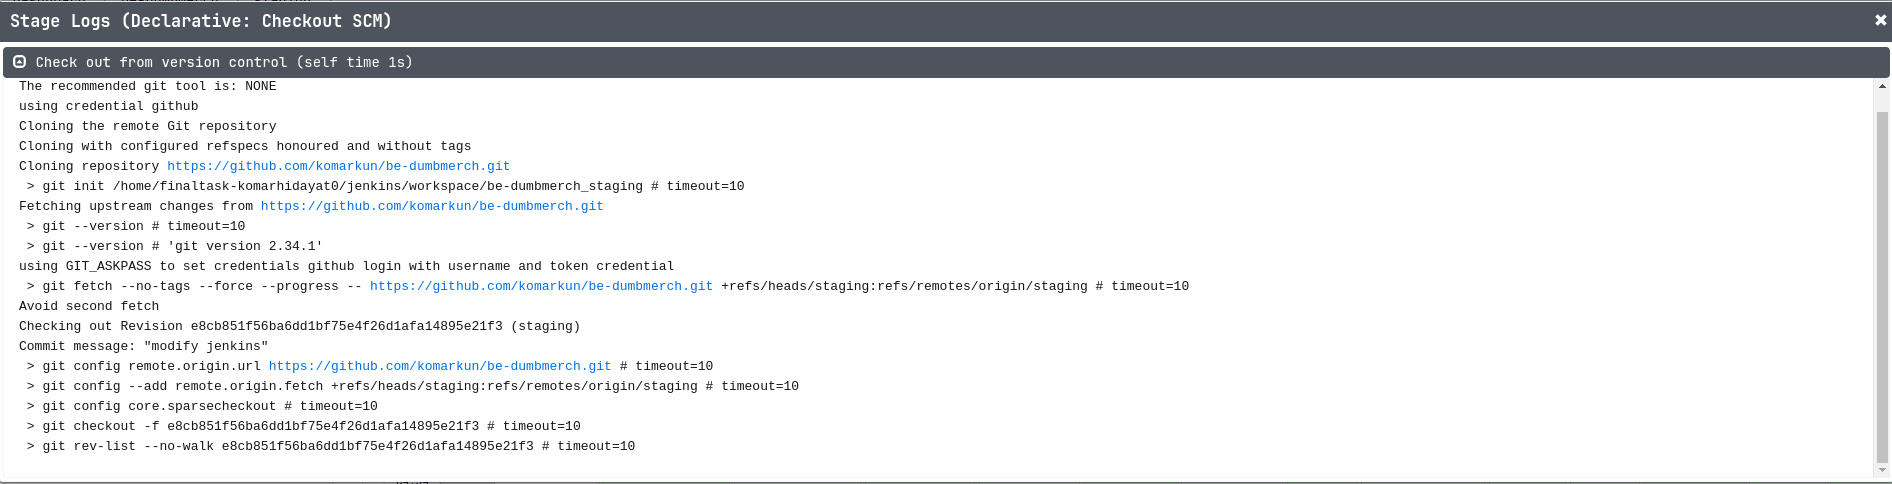 Stage Logs (Declarative: Checkout SCM)
Check out from version control (self time 1s)
The recommended git tool is: NONE
using credential github
Cloning the remote Git repository
Cloning with configured refspecs honoured and without tags
Cloning repository https://github.com/komarkun/be-dumbmerch.git
 > git init /home/finaltask-komarhidayat0/jenkins/workspace/be-dumbmerch_staging # timeout=10
Fetching upstream changes from https://github.com/komarkun/be-dumbmerch.git
 > git --version # timeout=10
 > git --version # 'git version 2.34.1'
using GIT_ASKPASS to set credentials github login with username and token credential
 > git fetch --no-tags --force --progress -- https://github.com/komarkun/be-dumbmerch.git +refs/heads/staging:refs/remotes/origin/staging # timeout=10
Avoid second fetch
Checking out Revision e8cb851f56ba6dd1bf75e4f26d1afa14895e21f3 (staging)
Commit message: "modify jenkins"
 > git config remote.origin.url https://github.com/komarkun/be-dumbmerch.git # timeout=10
 > git config --add remote.origin.fetch +refs/heads/staging:refs/remotes/origin/staging # timeout=10
 > git config core.sparsecheckout # timeout=10
 > git checkout -f e8cb851f56ba6dd1bf75e4f26d1afa14895e21f3 # timeout=10
 > git rev-list --no-walk e8cb851f56ba6dd1bf75e4f26d1afa14895e21f3 # timeout=10